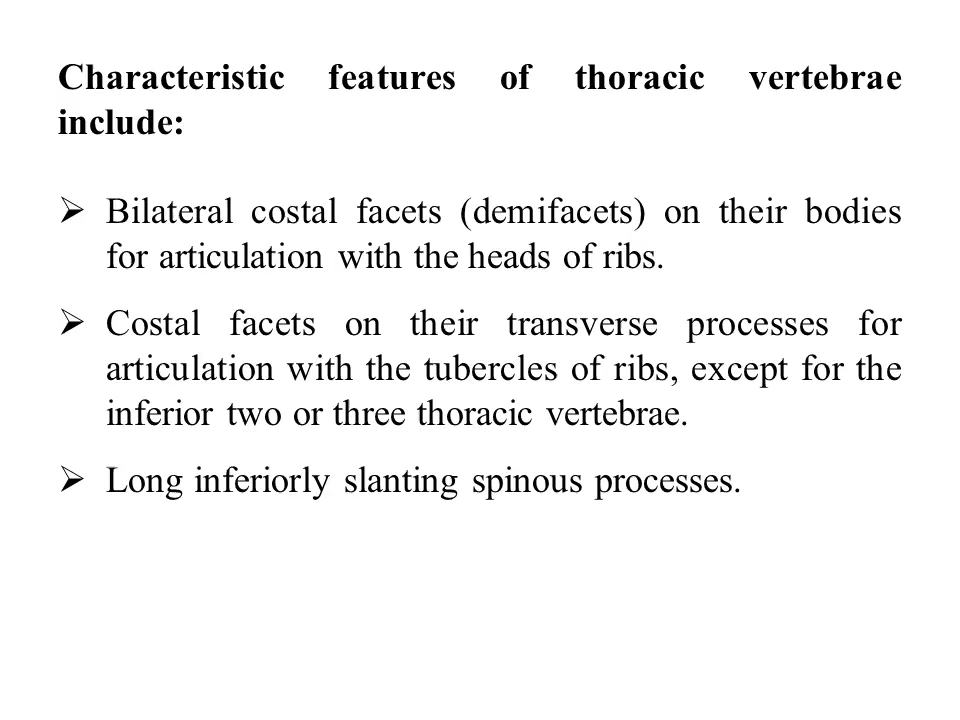 Characteristic features of thoracic vertebrae
include:
➢ Bilateral costal facets (demifacets) on their bodies
for articulation with the heads of ribs.
➢ Costal facets on their transverse processes for
articulation with the tubercles of ribs, except for the
inferior two or three thoracic vertebrae.
➢ Long inferiorly slanting spinous processes.